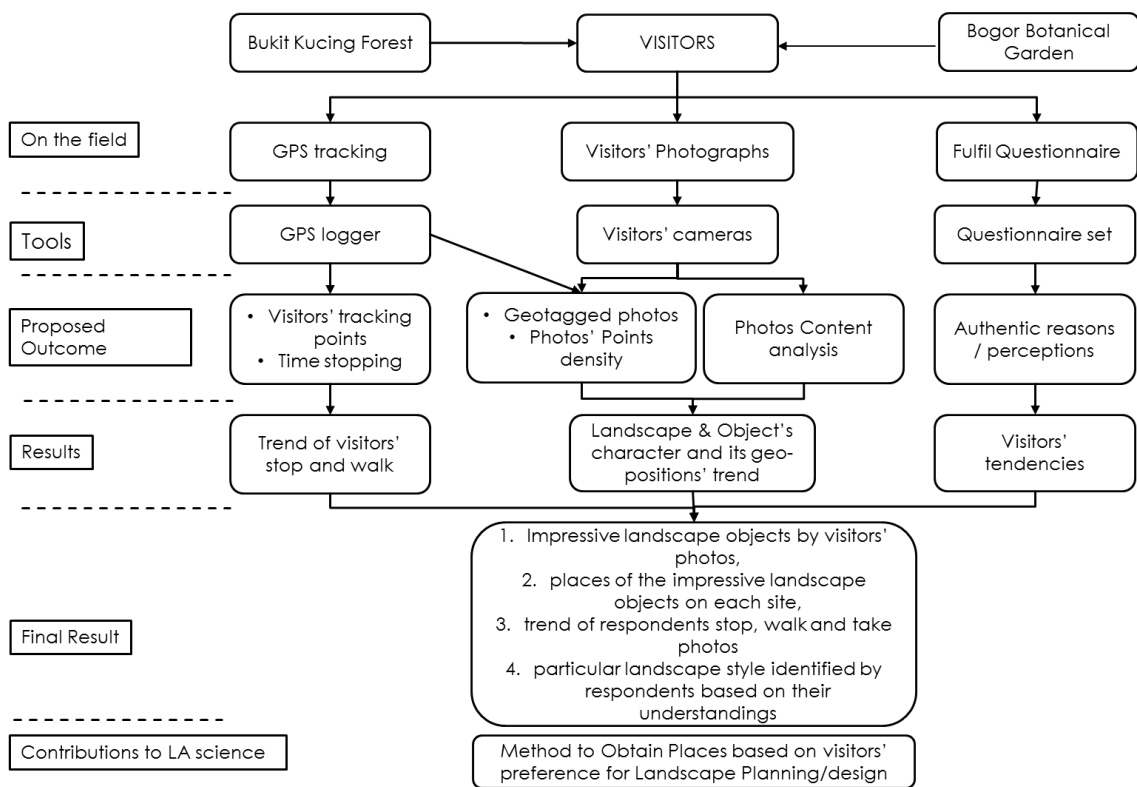 Bukit Kucing Forest
VISITORS
Bogor Botanical
Garden
On the field
GPS tracking
Visitors' Photographs
Fulfil Questionnaire
Tools
GPS logger
Visitors' cameras
Questionnaire set
Proposed
Outcome
• Visitors' tracking
points
• Time stopping
• Geotagged photos
• Photos' Points
density
Photos Content
analysis
Authentic reasons
/ perceptions
Results
Trend of visitors'
stop and walk
Landscape & Object's
character and its geo-
positions' trend
Visitors'
tendencies
Final Result
1. Impressive landscape objects by visitors'
photos,
2. places of the impressive landscape
objects on each site,
3. trend of respondents stop, walk and take
photos
4. particular landscape style identified by
respondents based on their
understandings
Contributions to LA science
Method to Obtain Places based on visitors'
preference for Landscape Planning/design